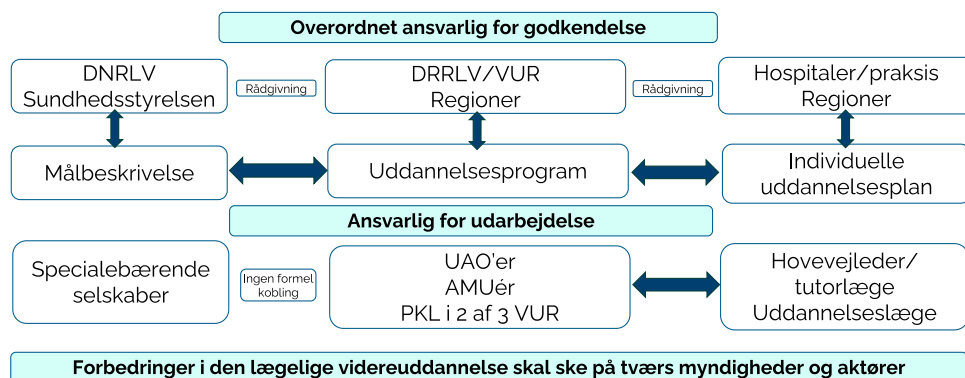 Overordnet ansvarlig for godkendelse
DNRLV
Sundhedsstyrelsen
Rådgivning
DRRLV/VUR
Regioner
Rådgivning
Hospitaler/praksis
Regioner
Målbeskrivelse
Uddannelsesprogram
Individuelle
uddannelsesplan
Ansvarlig for udarbejdelse
Specialebærende
selskaber
Ingen formel
kobling
UAO'er
AMUér
PKL i 2 af 3 VUR
Hovevejleder/
tutorlæge
Uddannelseslæge
Forbedringer i den lægelige videreuddannelse skal ske på tværs myndigheder og aktører